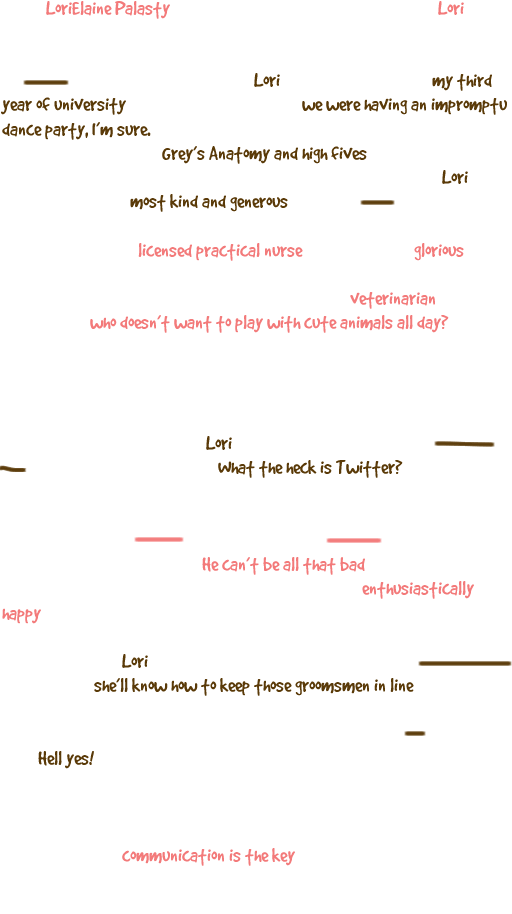 LoriElaine Palasty Lori
Lori my third
year of university we were having an impromptu
dance party, I'm sure.
Grey's Anatomy and high fives
Lori
most kind and generous
licensed practical nurse glorious
veterinarian
who doesn't want to play with cute animals all day?
Lori
What the heck is Twitter?
He can't be all that bad
enthusiastically
happy
Lori
she'll know how to keep those groomsmen in line
Hell yes!
communication is the key